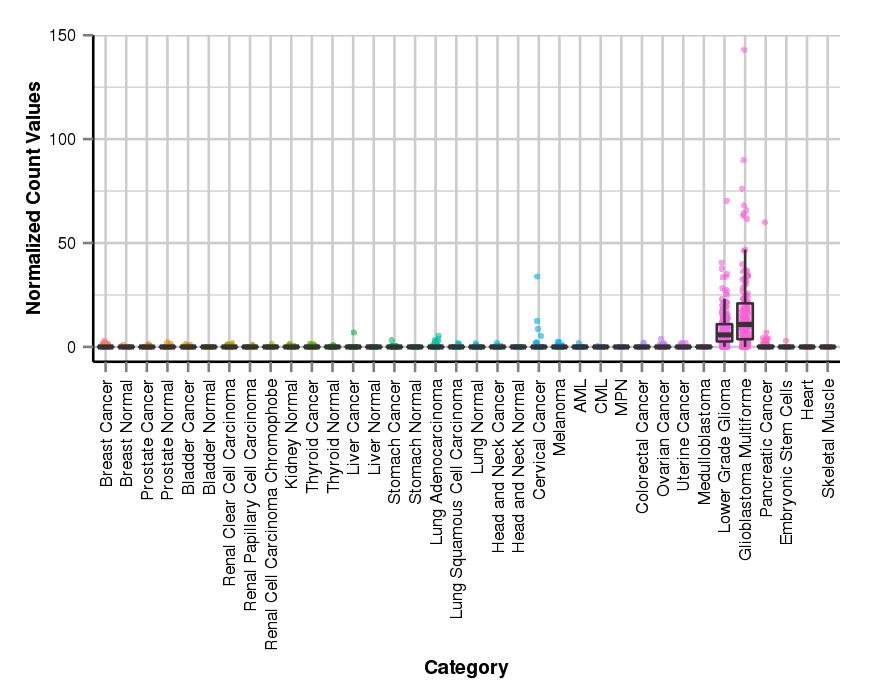 150
100
50
0
Normalized Count Values
Breast Cancer
Breast Normal
Prostate Cancer
Prostate Normal
Bladder Cancer
Bladder Normal
Renal Clear Cell Carcinoma
Renal Papillary Cell Carcinoma
Renal Cell Carcinoma Chromophobe
Kidney Normal
Thyroid Cancer
Thyroid Normal
Liver Cancer
Liver Normal
Stomach Cancer
Stomach Normal
Lung Adenocarcinoma
Lung Squamous Cell Carcinoma
Lung Normal
Head and Neck Cancer
Head and Neck Normal
Cervical Cancer
Melanoma
AML
CML
MPN
Colorectal Cancer
Ovarian Cancer
Uterine Cancer
Medulloblastoma
Lower Grade Glioma
Glioblastoma Multiforme
Pancreatic Cancer
Embryonic Stem Cells
Heart
Skeletal Muscle
Category